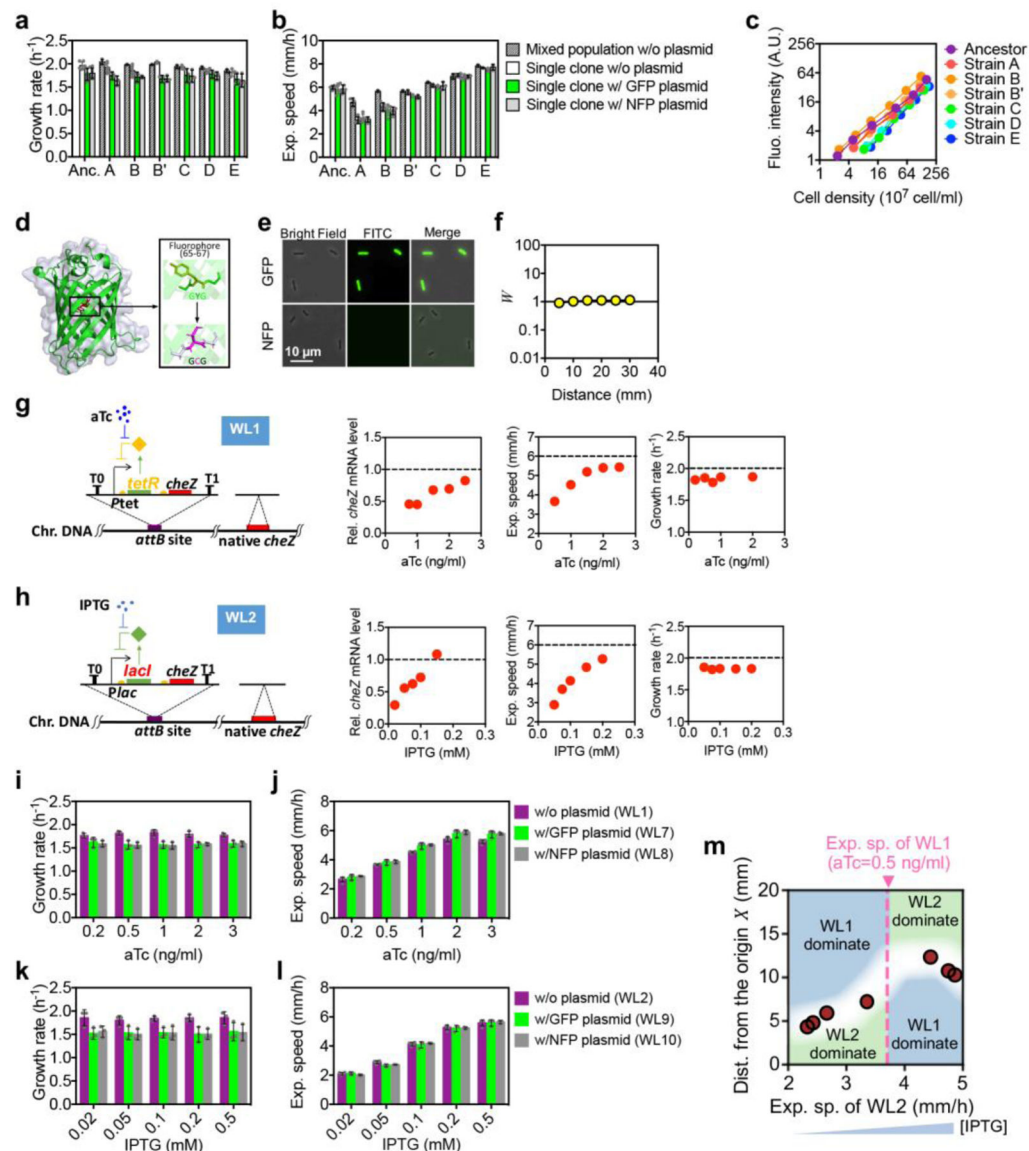 a
Growth rate (h⁻¹)
2.5
2.0
1.5
1.0
0.5
0
Anc. A B B' C D E
b
Exp. speed (mm/h)
10
8
6
4
2
0
Anc. A B B' C D E
Mixed population w/o plasmid
Single clone w/o plasmid
Single clone w/ GFP plasmid
Single clone w/ NFP plasmid
c
Fluo. intensity (A.U.)
256
64
16
4
1
1 4 16 64 256
Cell density (10⁷ cell/ml)
Ancestor
Strain A
Strain B
Strain B'
Strain C
Strain D
Strain E
d
Fluorophore
(65-67)
GYG
GCG
e
Bright Field FITC Merge
GFP
NFP
10 μm
f
W
100
10
1
0.1
0.01
0 10 20 30 40
Distance (mm)
g
aTc
WL1
T0 tetR cheZ T1
Ptet
Chr. DNA
attB site native cheZ
Rel. cheZ mRNA level
1.5
1.0
0.5
0
0 1 2 3
aTc (ng/ml)
Exp. speed (mm/h)
9
8
7
6
5
4
3
2
0 1 2 3
aTc (ng/ml)
Growth rate (h⁻¹)
2.5
2.0
1.5
1.0
0 1 2 3
aTc (ng/ml)
h
IPTG
WL2
T0 lacI cheZ T1
Plac
Chr. DNA
attB site native cheZ
Rel. cheZ mRNA level
1.5
1.0
0.5
0
0 0.1 0.2 0.3
IPTG (mM)
Exp. speed (mm/h)
9
8
7
6
5
4
3
2
0 0.1 0.2 0.3
IPTG (mM)
Growth rate (h⁻¹)
2.5
2.0
1.5
1.0
0 0.1 0.2 0.3
IPTG (mM)
i
Growth rate (h⁻¹)
2.5
2.0
1.5
1.0
0.5
0
0.2 0.5 1 2 3
aTc (ng/ml)
j
Exp. speed (mm/h)
8
6
4
2
0
0.2 0.5 1 2 3
aTc (ng/ml)
w/o plasmid (WL1)
w/GFP plasmid (WL7)
w/NFP plasmid (WL8)
k
Growth rate (h⁻¹)
2.5
2.0
1.5
1.0
0.5
0
0.02 0.05 0.1 0.2 0.5
IPTG (mM)
l
Exp. speed (mm/h)
8
6
4
2
0
0.02 0.05 0.1 0.2 0.5
IPTG (mM)
w/o plasmid (WL2)
w/GFP plasmid (WL9)
w/NFP plasmid (WL10)
m
Exp. sp. of WL1
(aTc=0.5 ng/ml)
Dist. from the origin X (mm)
20
15
10
5
0
WL1
dominate
WL2
dominate
WL2
dominate
WL1
dominate
2 3 4 5
Exp. sp. of WL2 (mm/h)
[IPTG]